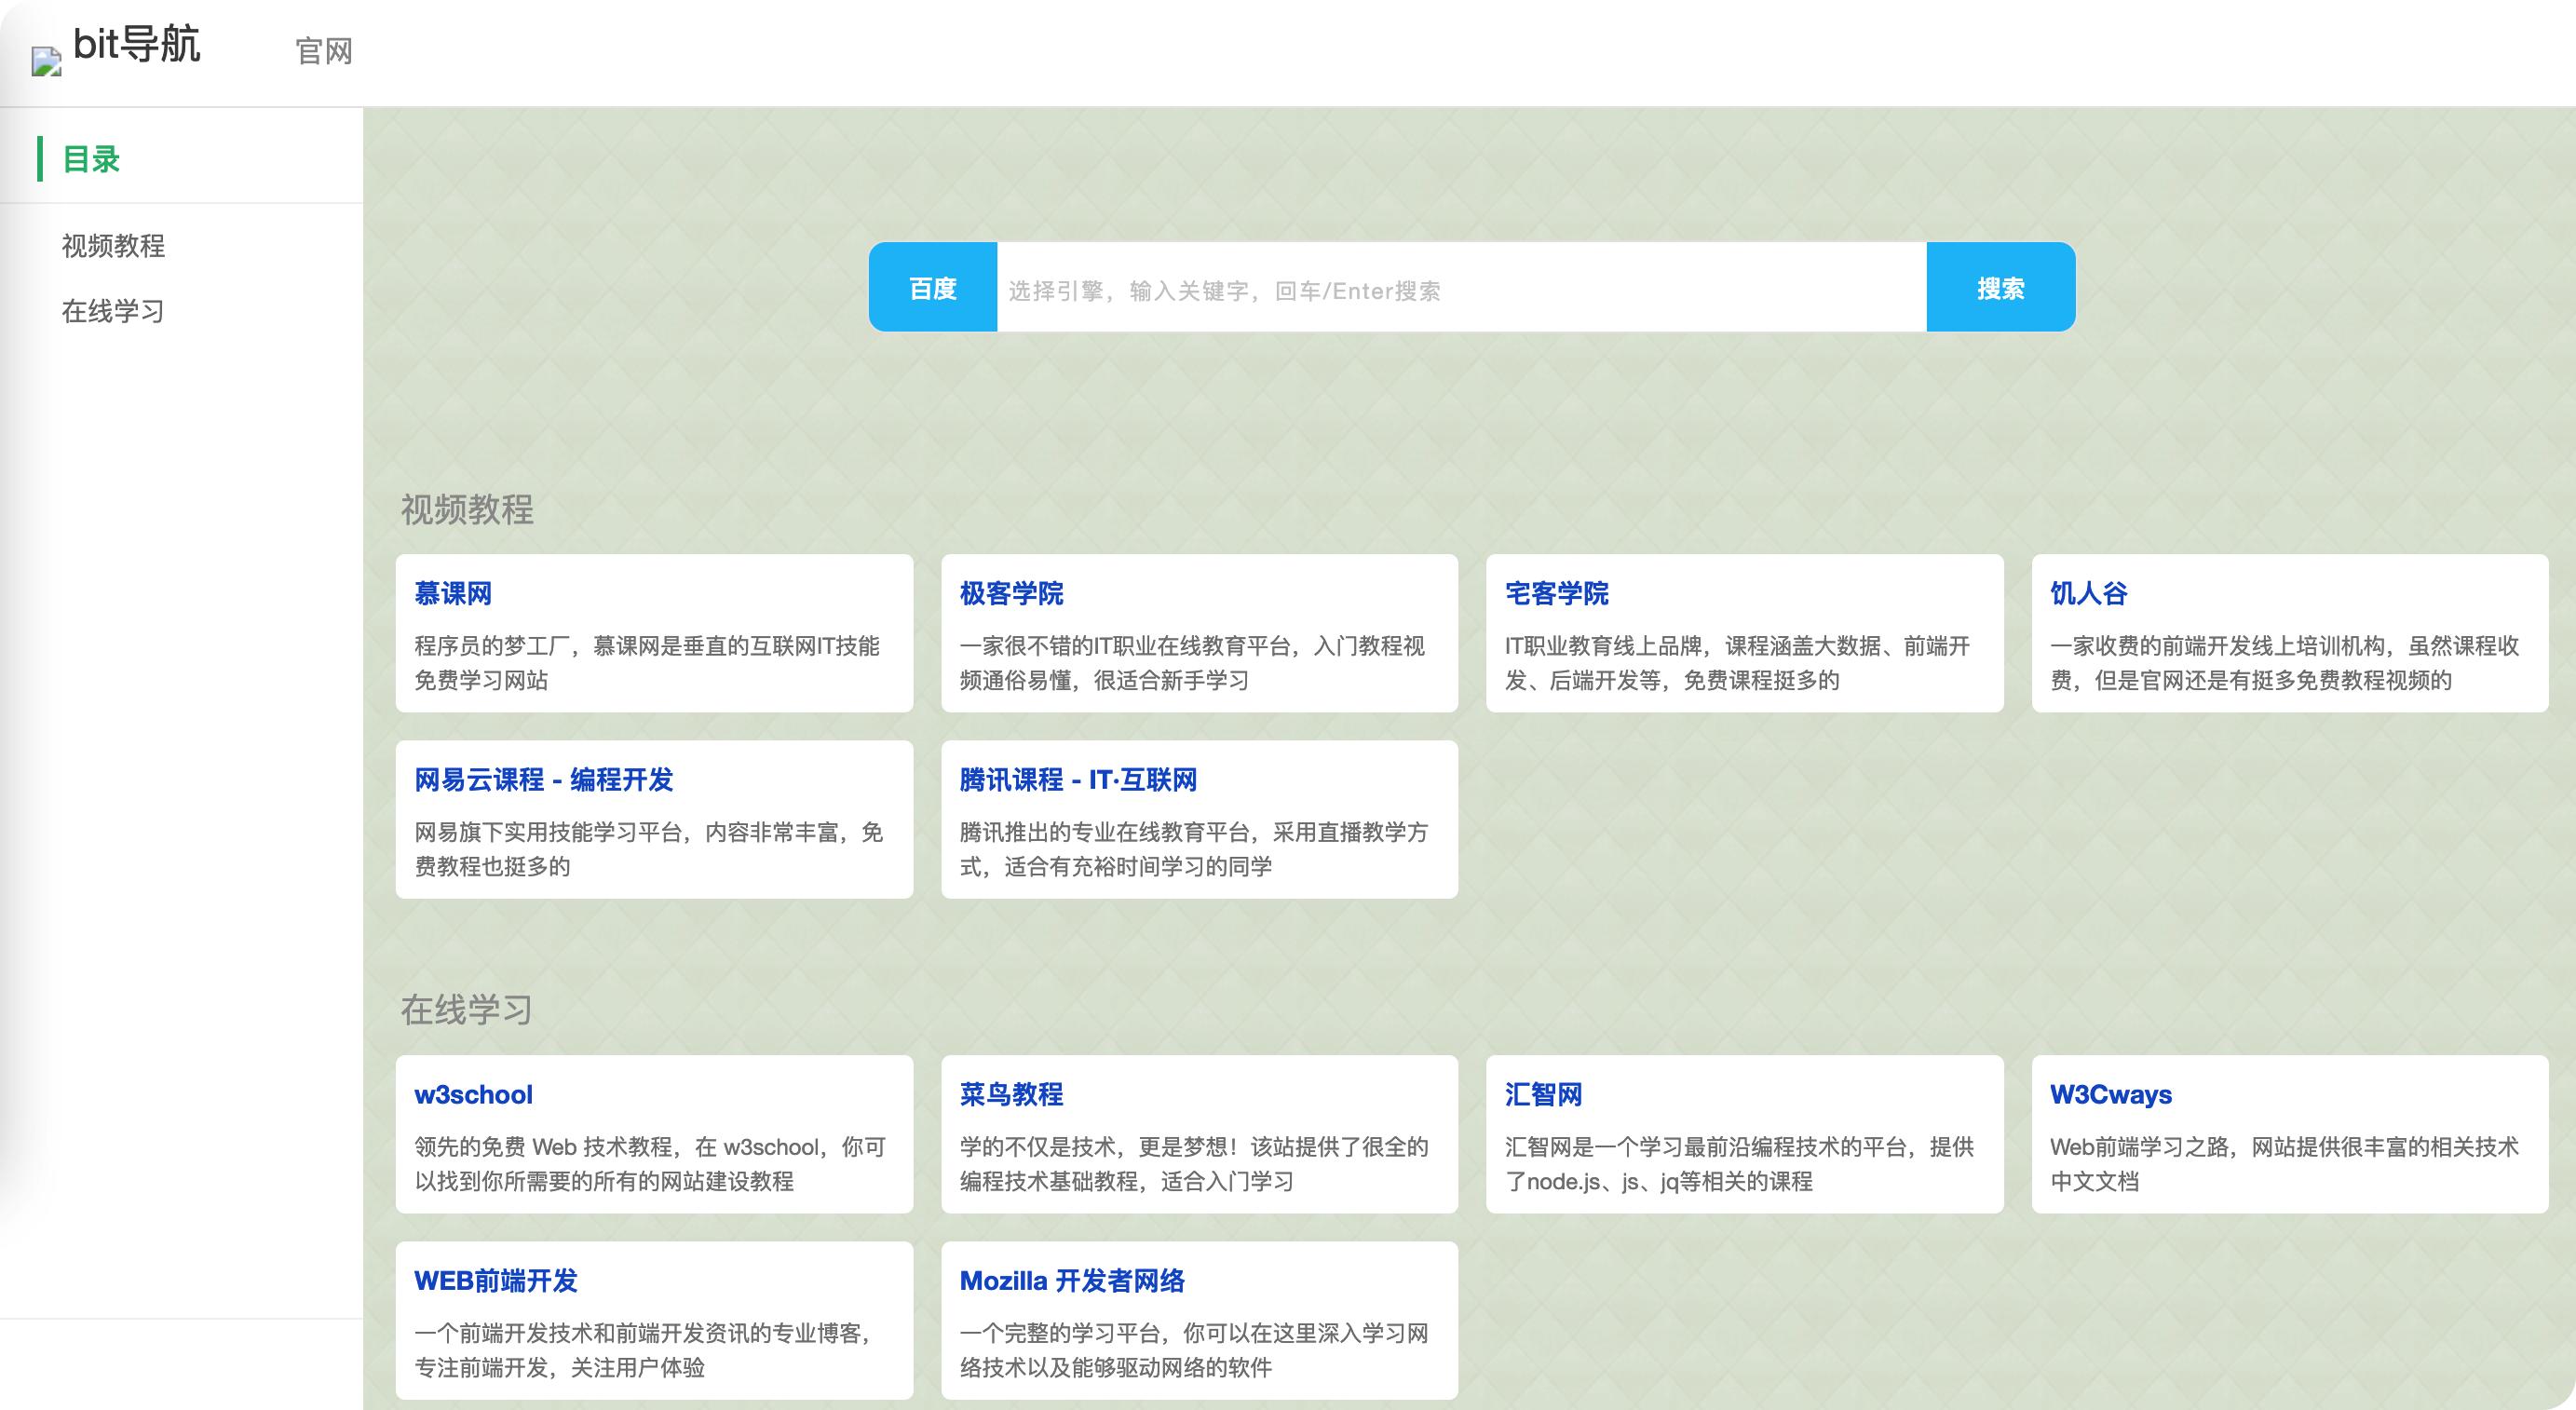 bit导航
官网
目录
视频教程
在线学习
百度
选择引擎，输入关键字，回车/Enter搜索
搜索
视频教程
慕课网
程序员的梦工厂，慕课网是垂直的互联网IT技能
免费学习网站
极客学院
一家很不错的IT职业在线教育平台，入门教程视
频通俗易懂，很适合新手学习
宅客学院
IT职业教育线上品牌，课程涵盖大数据、前端开
发、后端开发等，免费课程挺多的
饥人谷
一家收费的前端开发线上培训机构，虽然课程收
费，但是官网还是有挺多免费教程视频的
网易云课程 - 编程开发
网易旗下实用技能学习平台，内容非常丰富，免
费教程也挺多的
腾讯课程 - IT·互联网
腾讯推出的专业在线教育平台，采用直播教学方
式，适合有充裕时间学习的同学
在线学习
w3school
领先的免费 Web 技术教程，在 w3school，你可
以找到你所需要的所有的网站建设教程
菜鸟教程
学的不仅是技术，更是梦想！该站提供了很全的
编程技术基础教程，适合入门学习
汇智网
汇智网是一个学习最前沿编程技术的平台，提供
了node.js、js、jq等相关的课程
W3Cways
Web前端学习之路，网站提供很丰富的相关技术
中文文档
WEB前端开发
一个前端开发技术和前端开发资讯的专业博客，
专注前端开发，关注用户体验
Mozilla 开发者网络
一个完整的学习平台，你可以在这里深入学习网
络技术以及能够驱动网络的软件